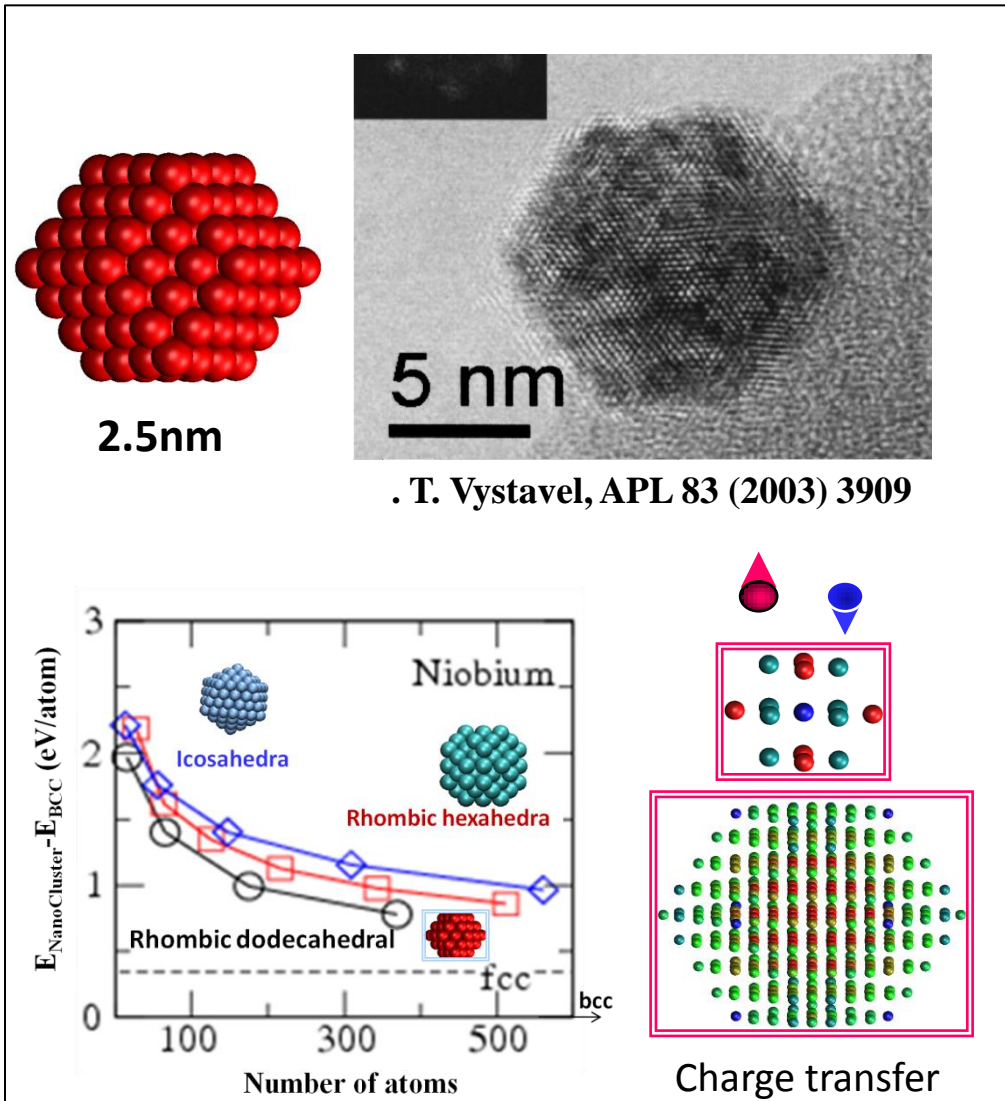 2.5nm
5 nm
. T. Vystavel, APL 83 (2003) 3909
E_NanoCluster-E_BCC (eV/atom)
3
2
1
0
Niobium
Icosahedra
Rhombic hexahedra
Rhombic dodecahedral
fcc
bcc
100
300
500
Number of atoms
Charge transfer